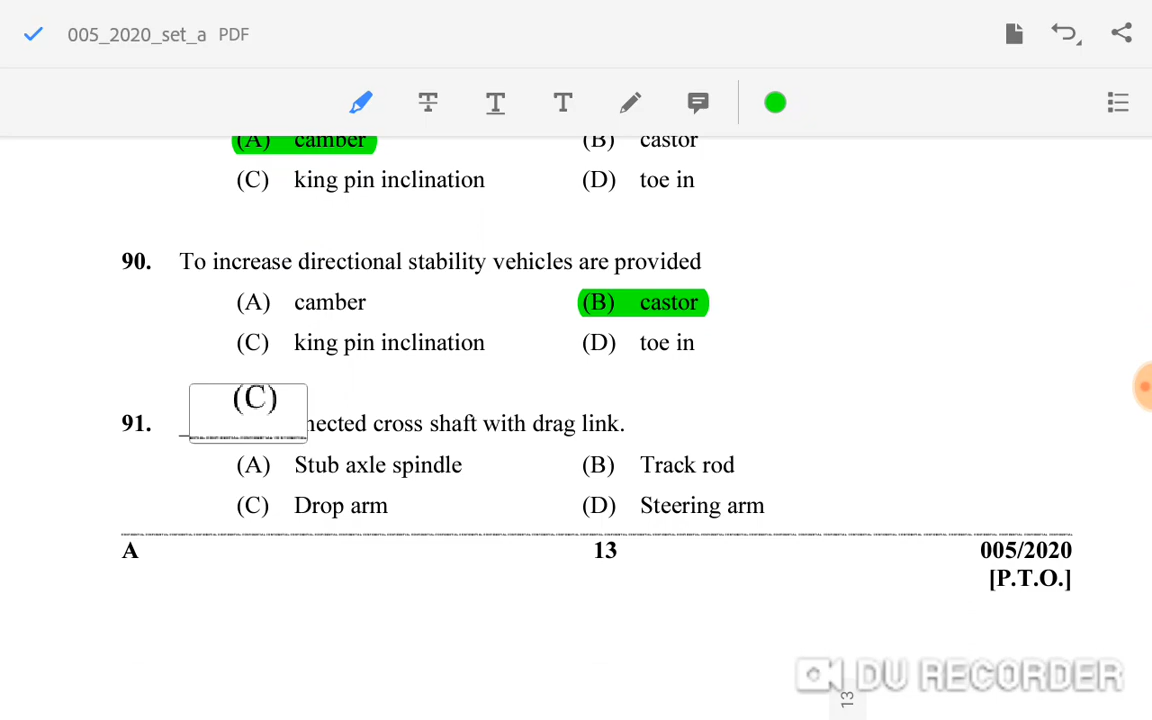 005_2020_set_a PDF
(A) camber (B) castor
(C) king pin inclination (D) toe in
90. To increase directional stability vehicles are provided
(A) camber (B) castor
(C) king pin inclination (D) toe in
(C)
91. nected cross shaft with drag link.
(A) Stub axle spindle (B) Track rod
(C) Drop arm (D) Steering arm
A 13 005/2020
[P.T.O.]
DU RECORDER
13